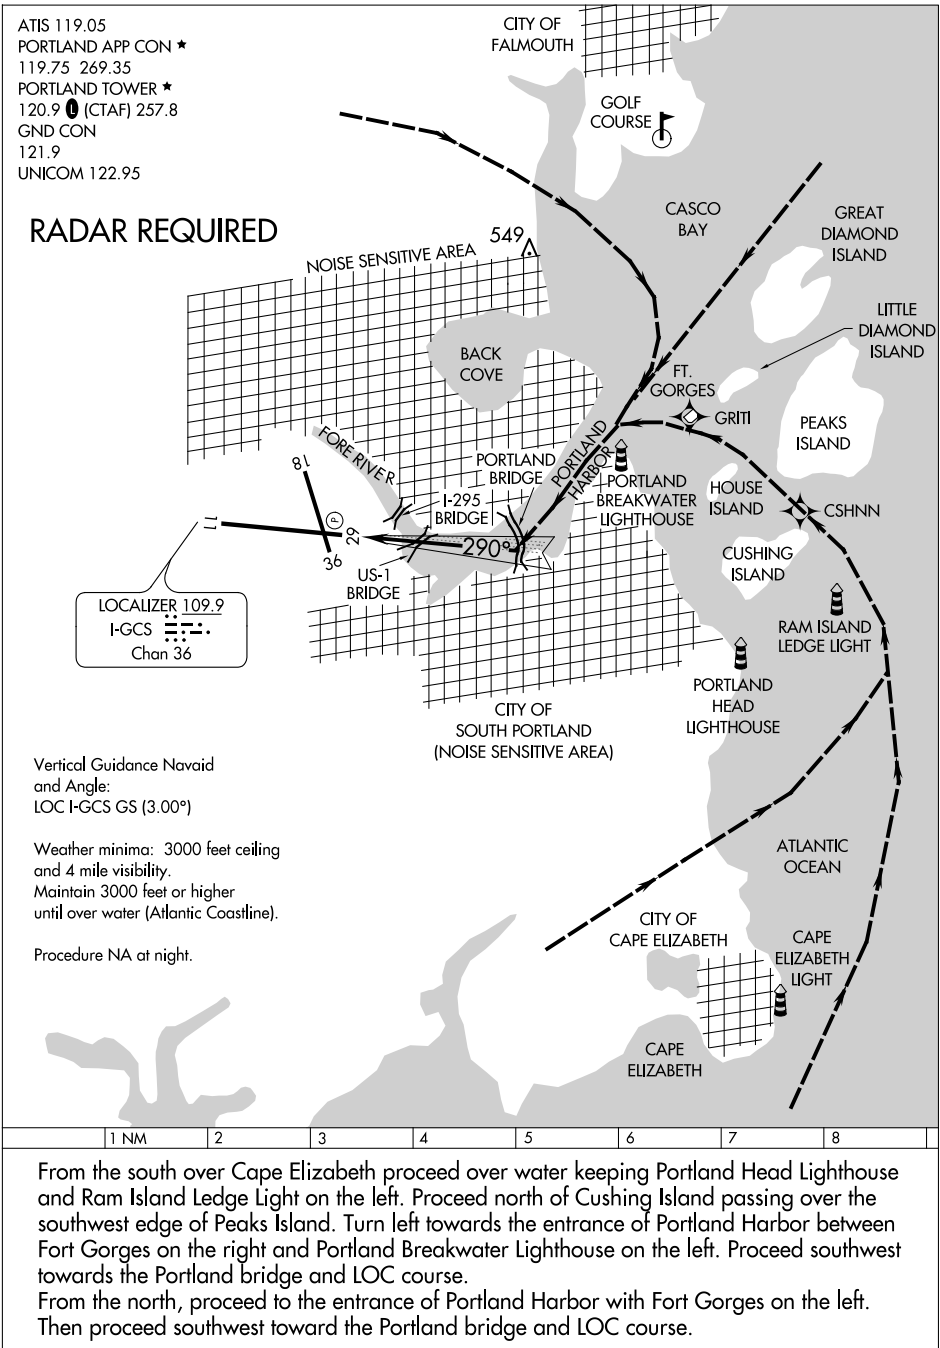 ATIS 119.05
PORTLAND APP CON ★
119.75 269.35
PORTLAND TOWER ★
120.9 L (CTAF) 257.8
GND CON
121.9
UNICOM 122.95
RADAR REQUIRED
CITY OF
FALMOUTH
GOLF
COURSE
CASCO
BAY
GREAT
DIAMOND
ISLAND
549
NOISE SENSITIVE AREA
LITTLE
DIAMOND
ISLAND
BACK
COVE
FT.
GORGES
GRITI
PEAKS
ISLAND
FORE RIVER
PORTLAND
HARBOR
PORTLAND
BRIDGE
PORTLAND
BREAKWATER
LIGHTHOUSE
HOUSE
ISLAND
CSHNN
I-295
BRIDGE
18
P
11
29
36
290°
US-1
BRIDGE
CUSHING
ISLAND
LOCALIZER 109.9
I-GCS
Chan 36
RAM ISLAND
LEDGE LIGHT
PORTLAND
HEAD
LIGHTHOUSE
CITY OF
SOUTH PORTLAND
(NOISE SENSITIVE AREA)
Vertical Guidance Navaid
and Angle:
LOC I-GCS GS (3.00°)
Weather minima: 3000 feet ceiling
and 4 mile visibility.
Maintain 3000 feet or higher
until over water (Atlantic Coastline).
Procedure NA at night.
ATLANTIC
OCEAN
CITY OF
CAPE ELIZABETH
CAPE
ELIZABETH
LIGHT
CAPE
ELIZABETH
1 NM 2 3 4 5 6 7 8
From the south over Cape Elizabeth proceed over water keeping Portland Head Lighthouse
and Ram Island Ledge Light on the left. Proceed north of Cushing Island passing over the
southwest edge of Peaks Island. Turn left towards the entrance of Portland Harbor between
Fort Gorges on the right and Portland Breakwater Lighthouse on the left. Proceed southwest
towards the Portland bridge and LOC course.
From the north, proceed to the entrance of Portland Harbor with Fort Gorges on the left.
Then proceed southwest toward the Portland bridge and LOC course.